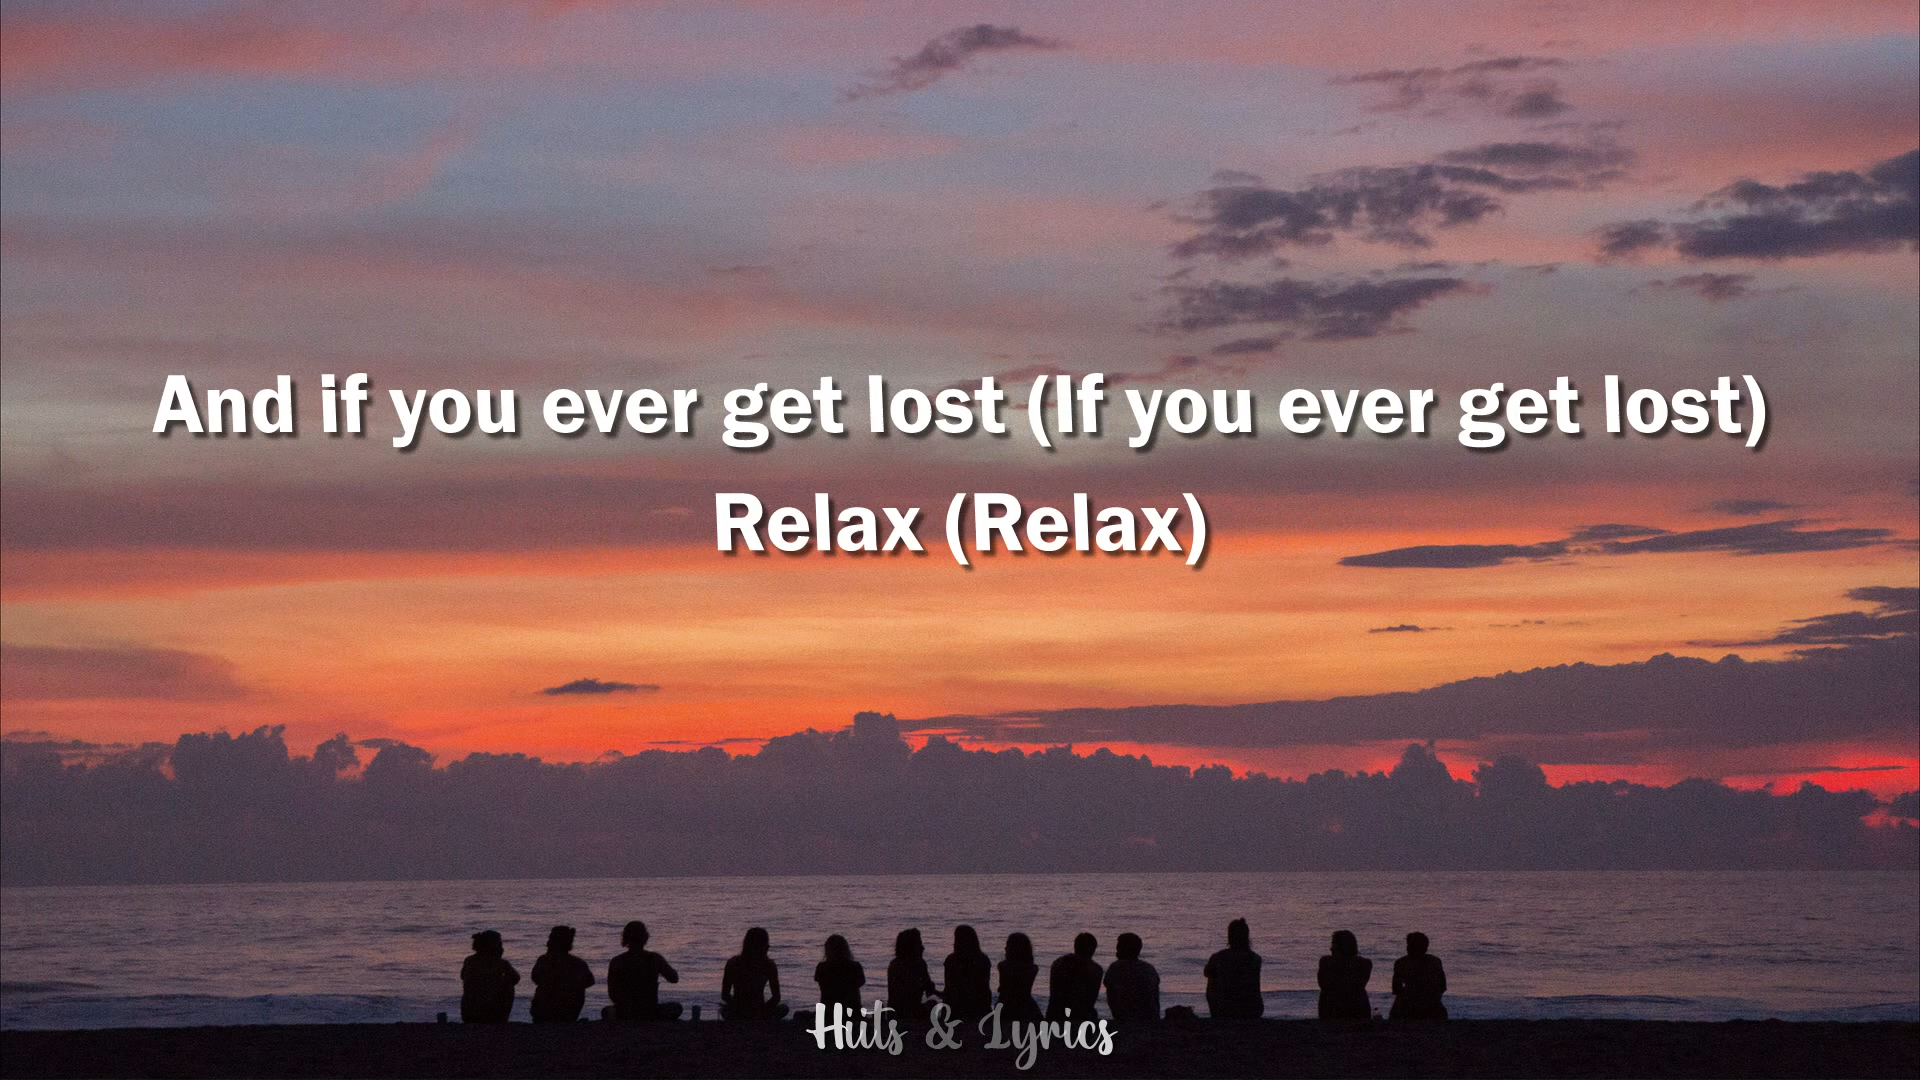 And if you ever get lost (If you ever get lost)
Relax (Relax)
Hiits & Lyrics